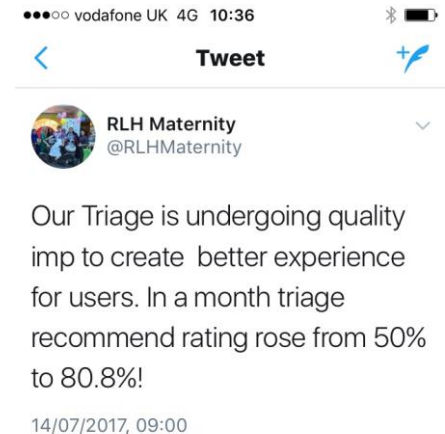 vodafone UK 4G 10:36
Tweet
RLH Maternity
@RLHMaternity
Our Triage is undergoing quality
imp to create  better experience
for users. In a month triage
recommend rating rose from 50%
to 80.8%!
14/07/2017, 09:00